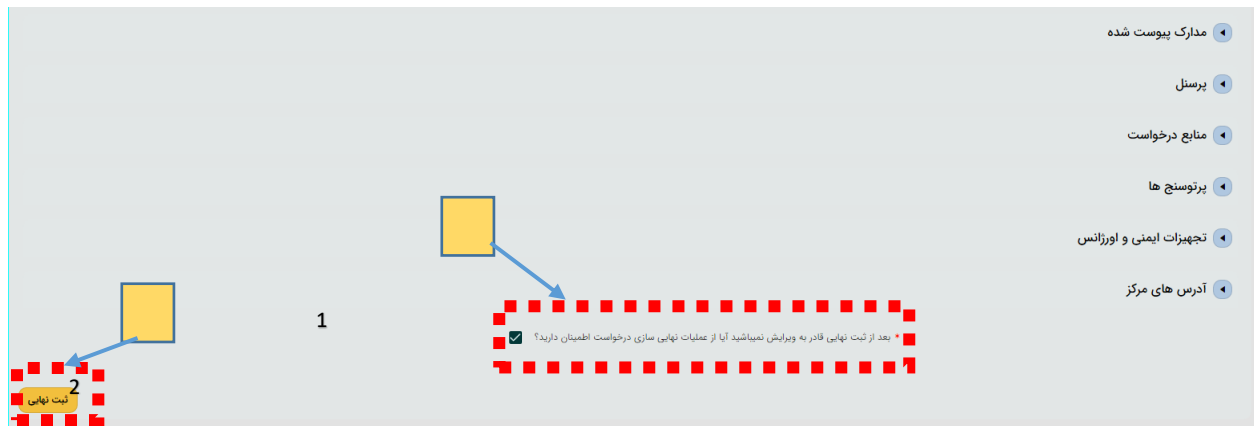 مدارک پیوست شده
پرسنل
منابع درخواست
پرتوسنج ها
تجهیزات ایمنی و اورژانس
آدرس های مرکز
1
* بعد از ثبت نهایی قادر به ویرایش نمیباشید آیا از عملیات نهایی سازی درخواست اطمینان دارید؟
2
ثبت نهایی